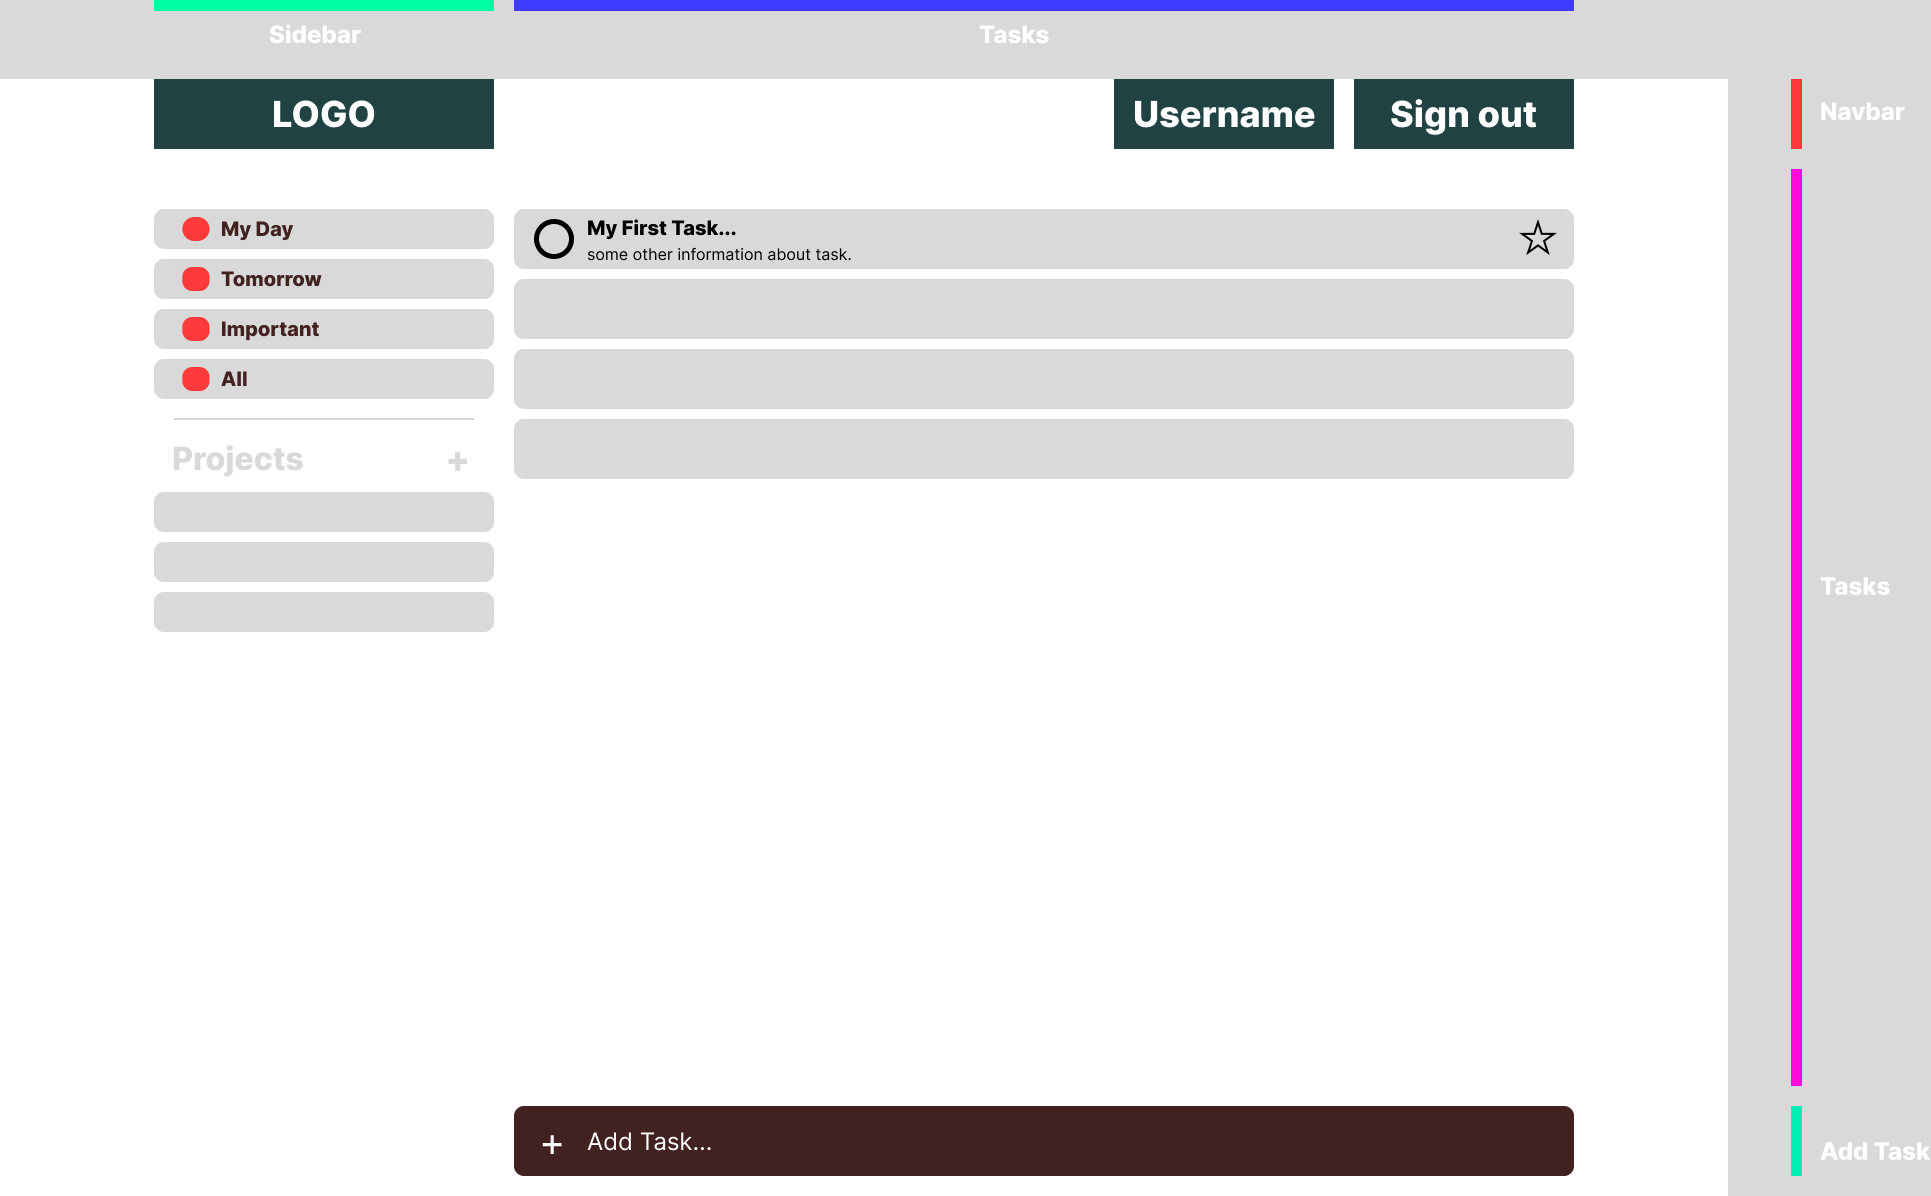 Sidebar
Tasks
LOGO
Username
Sign out
Navbar
My Day
Tomorrow
Important
All
Projects
+
My First Task...
some other information about task.
Tasks
+ Add Task...
Add Task